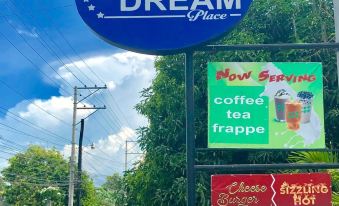 DREAM
Place
NOW SERVING
coffee
tea
frappe
Cheese
Burger
SIZZLING
HOT